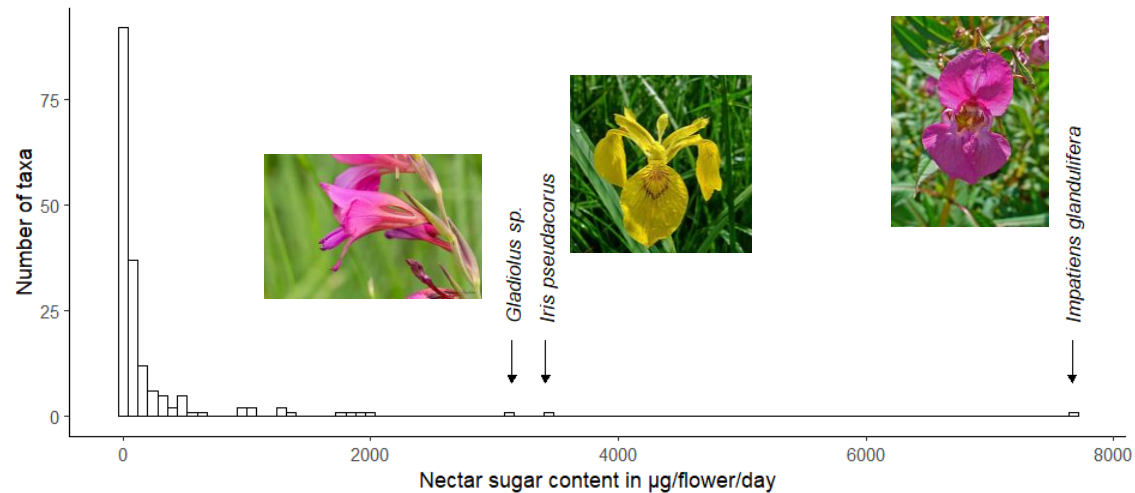 Number of taxa
75
50
25
0
Gladiolus sp.
Iris pseudacorus
Impatiens glandulifera
0
2000
4000
6000
8000
Nectar sugar content in µg/flower/day